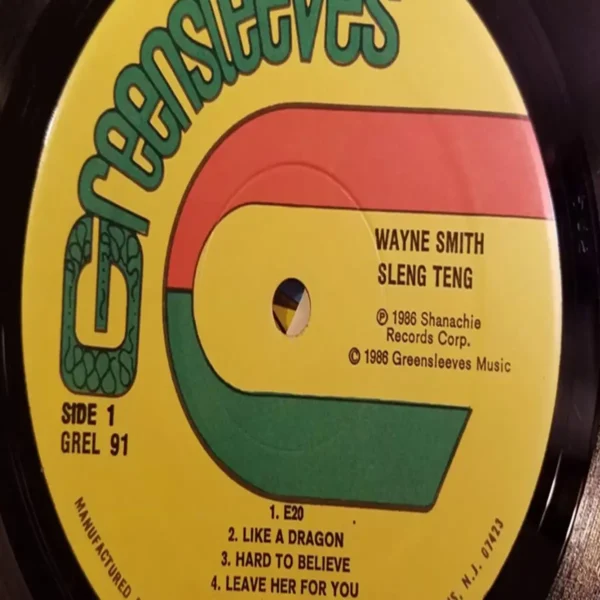 Greensleeves
WAYNE SMITH
SLENG TENG
Ⓟ 1986 Shanachie
Records Corp.
© 1986 Greensleeves Music
SIDE 1
GREL 91
1. E20
2. LIKE A DRAGON
3. HARD TO BELIEVE
4. LEAVE HER FOR YOU
MANUFACTURED
N.J. 07423